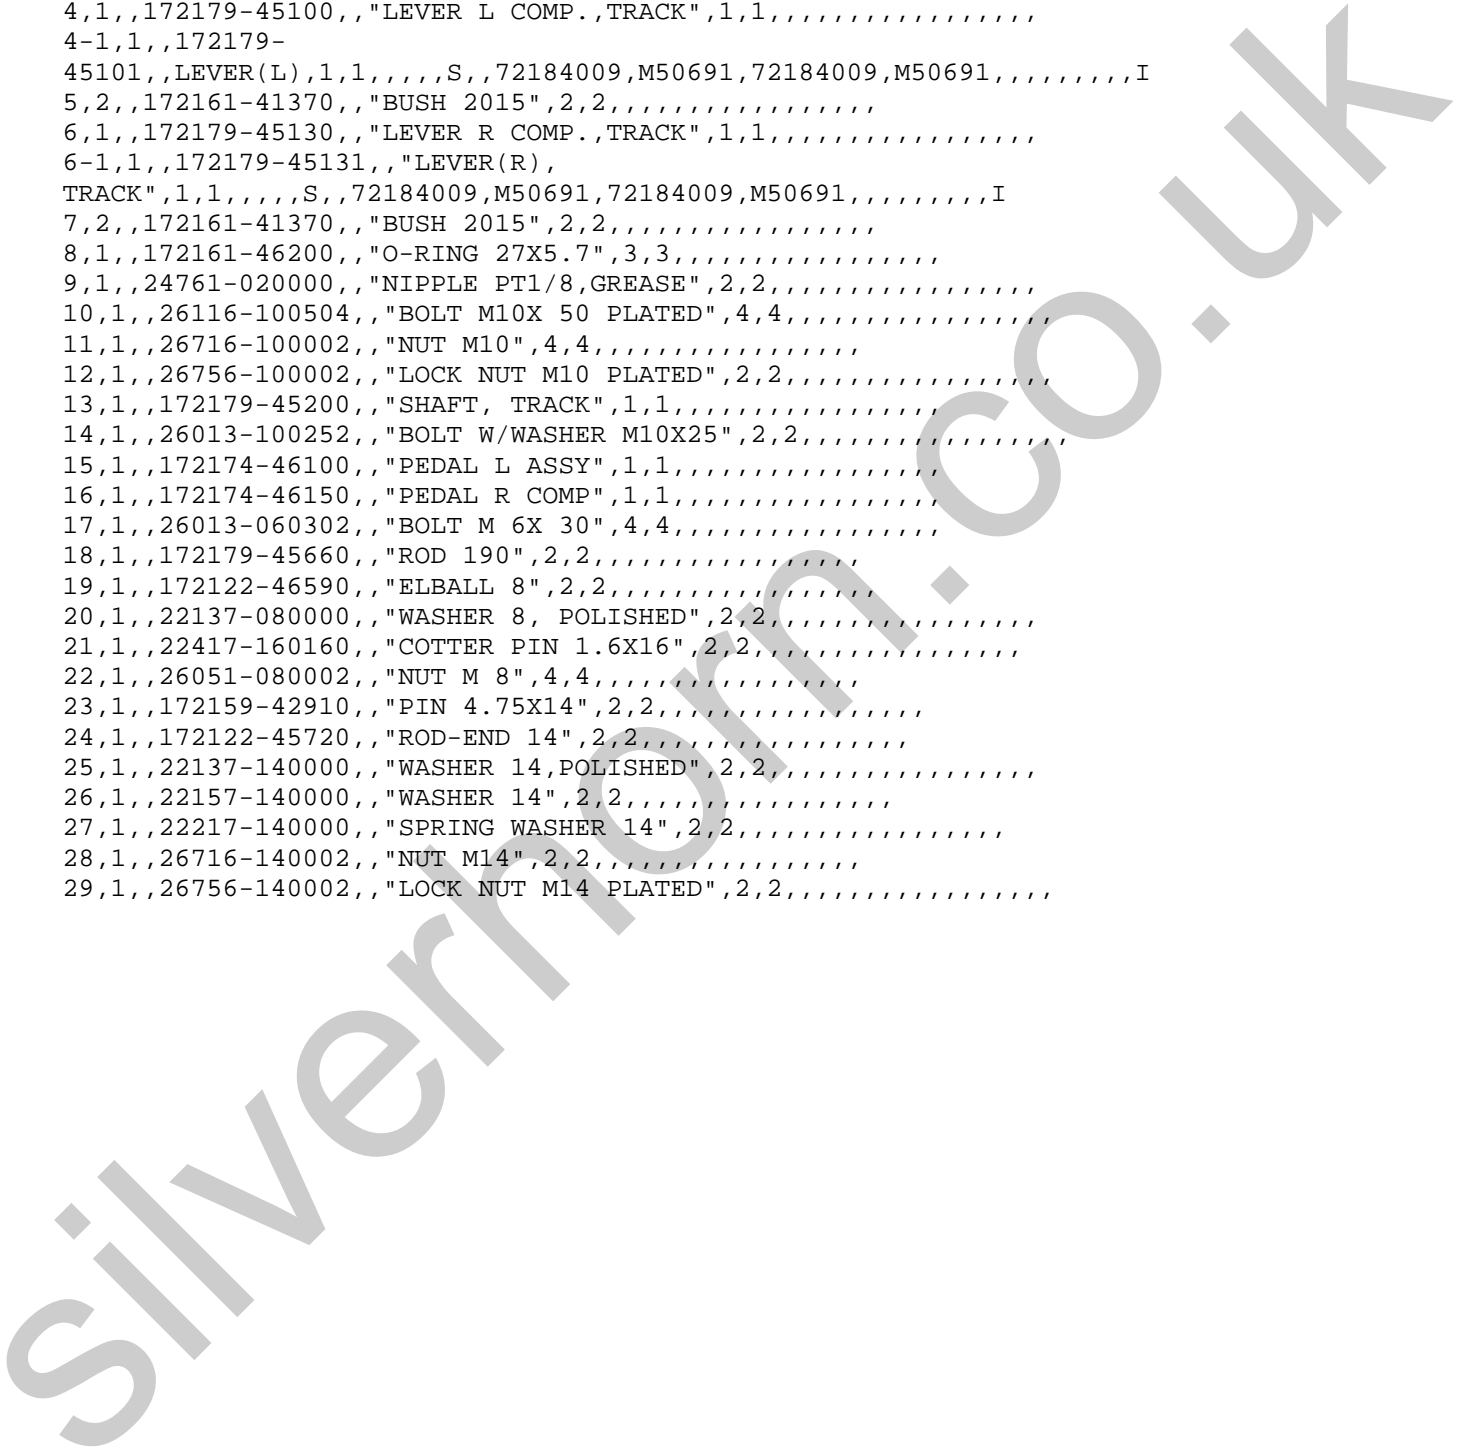 4,1,,172179-45100,,"LEVER L COMP.,TRACK",1,1,,,,,,,,,,,,,,,,,
4-1,1,,172179-
45101,,LEVER(L),1,1,,,,,S,,72184009,M50691,72184009,M50691,,,,,,,,,I
5,2,,172161-41370,,"BUSH 2015",2,2,,,,,,,,,,,,,,,,,
6,1,,172179-45130,,"LEVER R COMP.,TRACK",1,1,,,,,,,,,,,,,,,,,
6-1,1,,172179-45131,,"LEVER(R),
TRACK",1,1,,,,,S,,72184009,M50691,72184009,M50691,,,,,,,,,I
7,2,,172161-41370,,"BUSH 2015",2,2,,,,,,,,,,,,,,,,,
8,1,,172161-46200,,"O-RING 27X5.7",3,3,,,,,,,,,,,,,,,,,
9,1,,24761-020000,,"NIPPLE PT1/8,GREASE",2,2,,,,,,,,,,,,,,,,,
10,1,,26116-100504,,"BOLT M10X 50 PLATED",4,4,,,,,,,,,,,,,,,,,
11,1,,26716-100002,,"NUT M10",4,4,,,,,,,,,,,,,,,,,
12,1,,26756-100002,,"LOCK NUT M10 PLATED",2,2,,,,,,,,,,,,,,,,,
13,1,,172179-45200,,"SHAFT, TRACK",1,1,,,,,,,,,,,,,,,,,
14,1,,26013-100252,,"BOLT W/WASHER M10X25",2,2,,,,,,,,,,,,,,,,,
15,1,,172174-46100,,"PEDAL L ASSY",1,1,,,,,,,,,,,,,,,,,
16,1,,172174-46150,,"PEDAL R COMP",1,1,,,,,,,,,,,,,,,,,
17,1,,26013-060302,,"BOLT M 6X 30",4,4,,,,,,,,,,,,,,,,,
18,1,,172179-45660,,"ROD 190",2,2,,,,,,,,,,,,,,,,,
19,1,,172122-46590,,"ELBALL 8",2,2,,,,,,,,,,,,,,,,,
20,1,,22137-080000,,"WASHER 8, POLISHED",2,2,,,,,,,,,,,,,,,,,
21,1,,22417-160160,,"COTTER PIN 1.6X16",2,2,,,,,,,,,,,,,,,,,
22,1,,26051-080002,,"NUT M 8",4,4,,,,,,,,,,,,,,,,,
23,1,,172159-42910,,"PIN 4.75X14",2,2,,,,,,,,,,,,,,,,,
24,1,,172122-45720,,"ROD-END 14",2,2,,,,,,,,,,,,,,,,,
25,1,,22137-140000,,"WASHER 14,POLISHED",2,2,,,,,,,,,,,,,,,,,
26,1,,22157-140000,,"WASHER 14",2,2,,,,,,,,,,,,,,,,,
27,1,,22217-140000,,"SPRING WASHER 14",2,2,,,,,,,,,,,,,,,,,
28,1,,26716-140002,,"NUT M14",2,2,,,,,,,,,,,,,,,,,
29,1,,26756-140002,,"LOCK NUT M14 PLATED",2,2,,,,,,,,,,,,,,,,,
silverhorn.co.uk